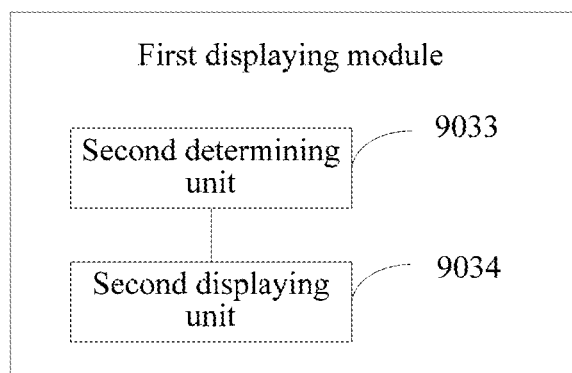 First displaying module
9033
Second determining
unit
9034
Second displaying
unit